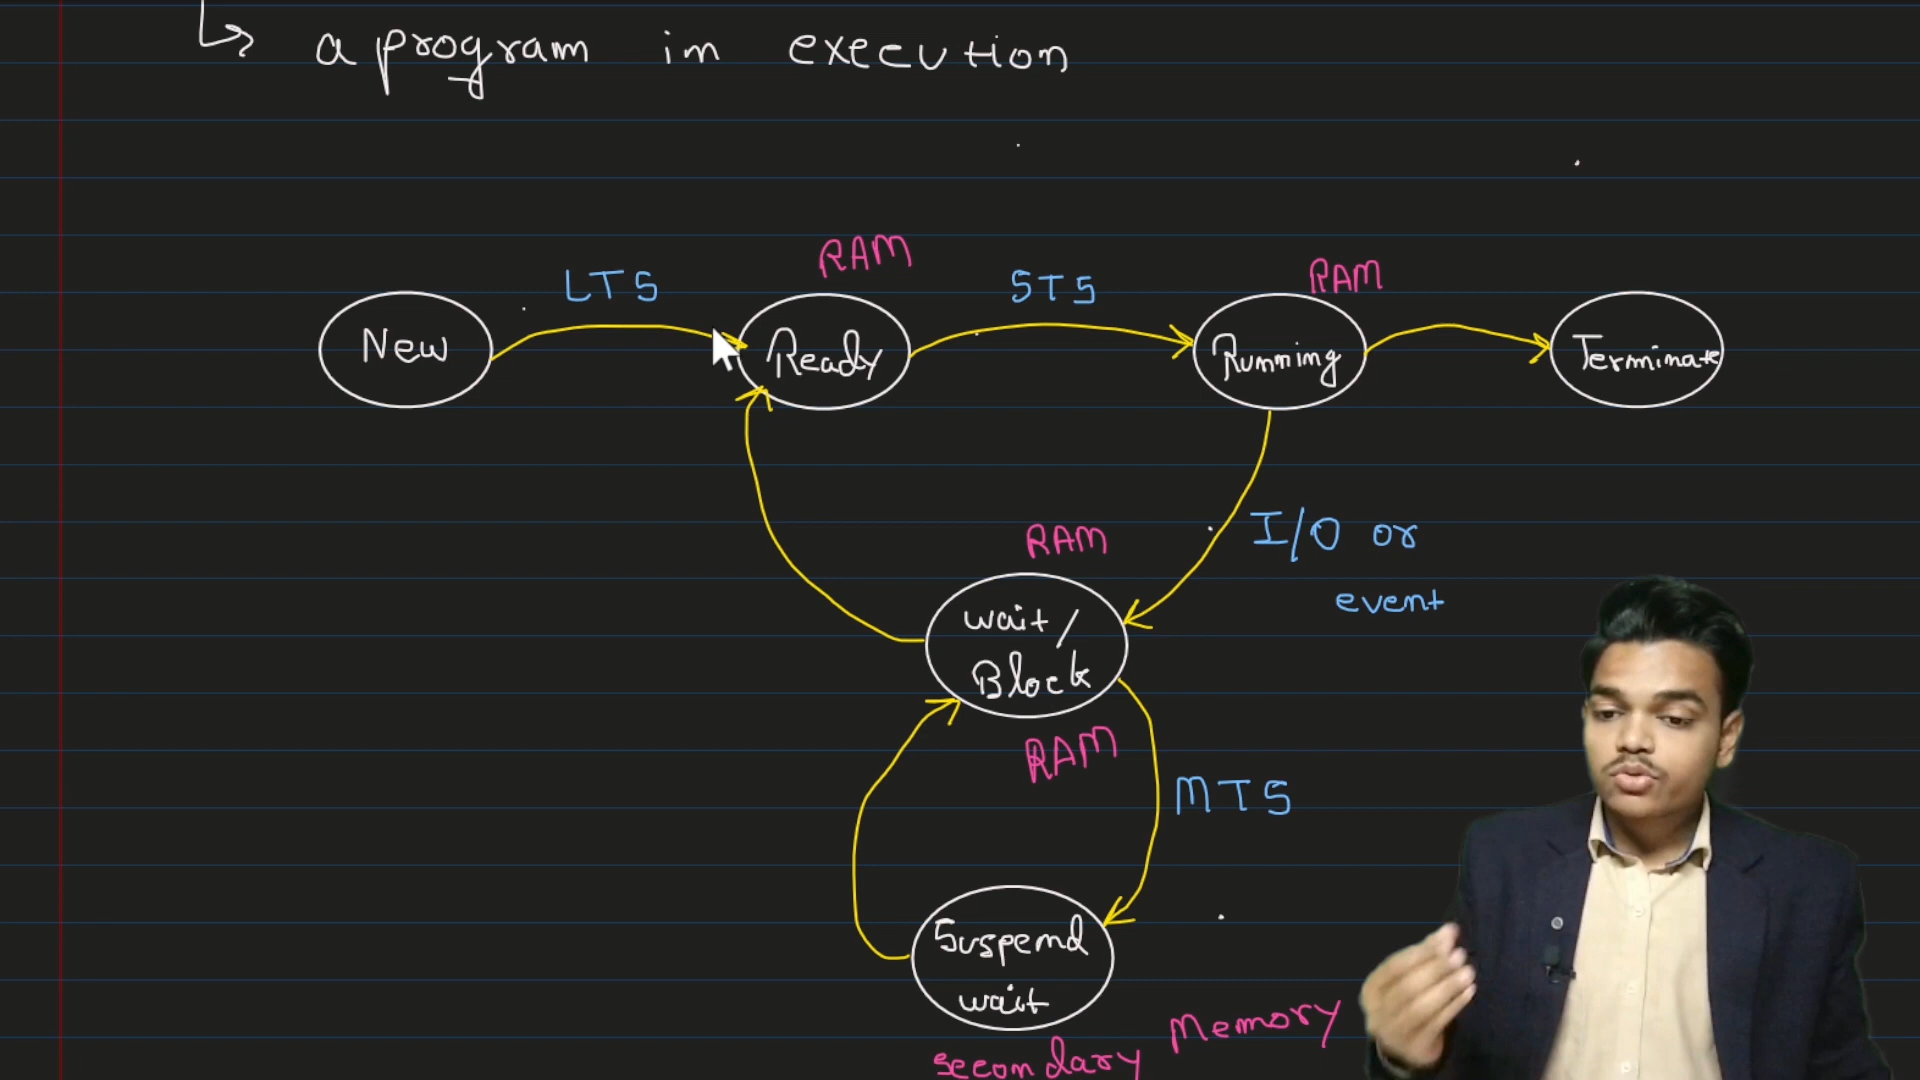 a program in execution
RAM
LTS
STS
RAM
New
Ready
Running
Terminate
RAM
I/O or
event
wait/
Block
RAM
MTS
Suspend
wait
secondary Memory